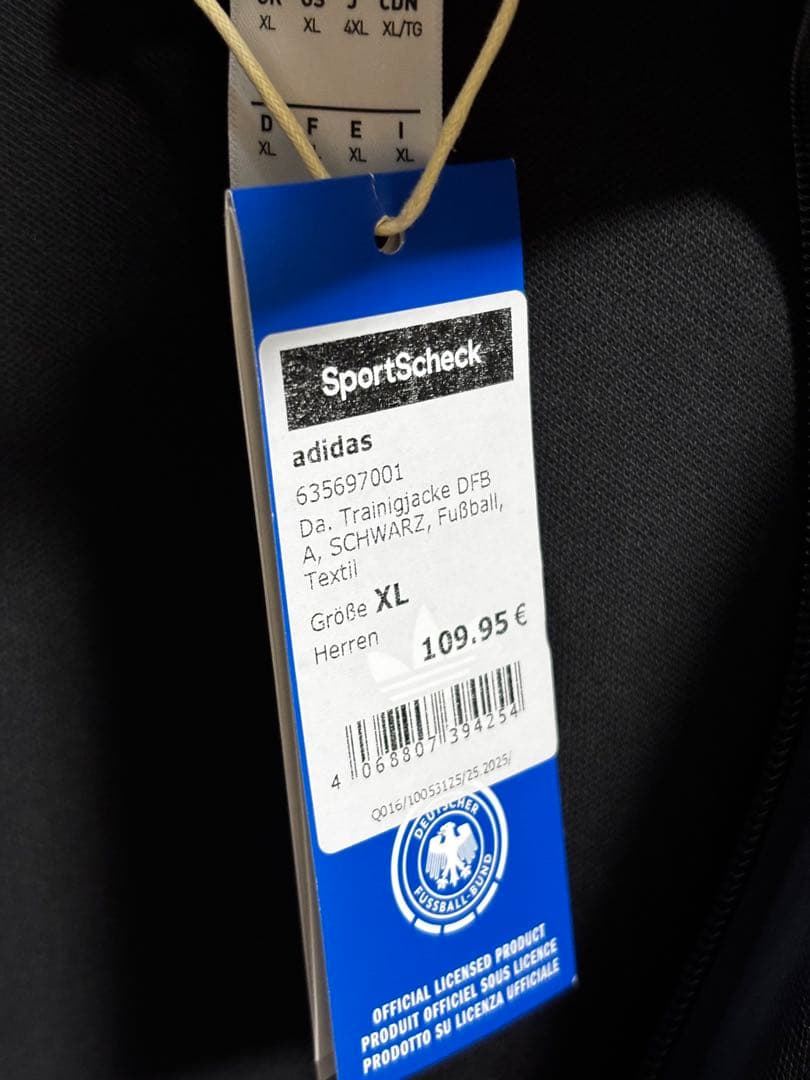 US J CDN
XL XL 4XL XL/TG
D F E I
XL XL XL
SportScheck
adidas
635697001
Da. Trainigjacke DFB
A, SCHWARZ, Fußball,
Textil
Größe XL
Herren 109.95 €
4 068807 394254
Q016/10053125/25.2025/
DEUTSCHER
FUSSBALL-BUND
OFFICIAL LICENSED PRODUCT
PRODUIT OFFICIEL SOUS LICENCE
PRODOTTO SU LICENZA UFFICIALE